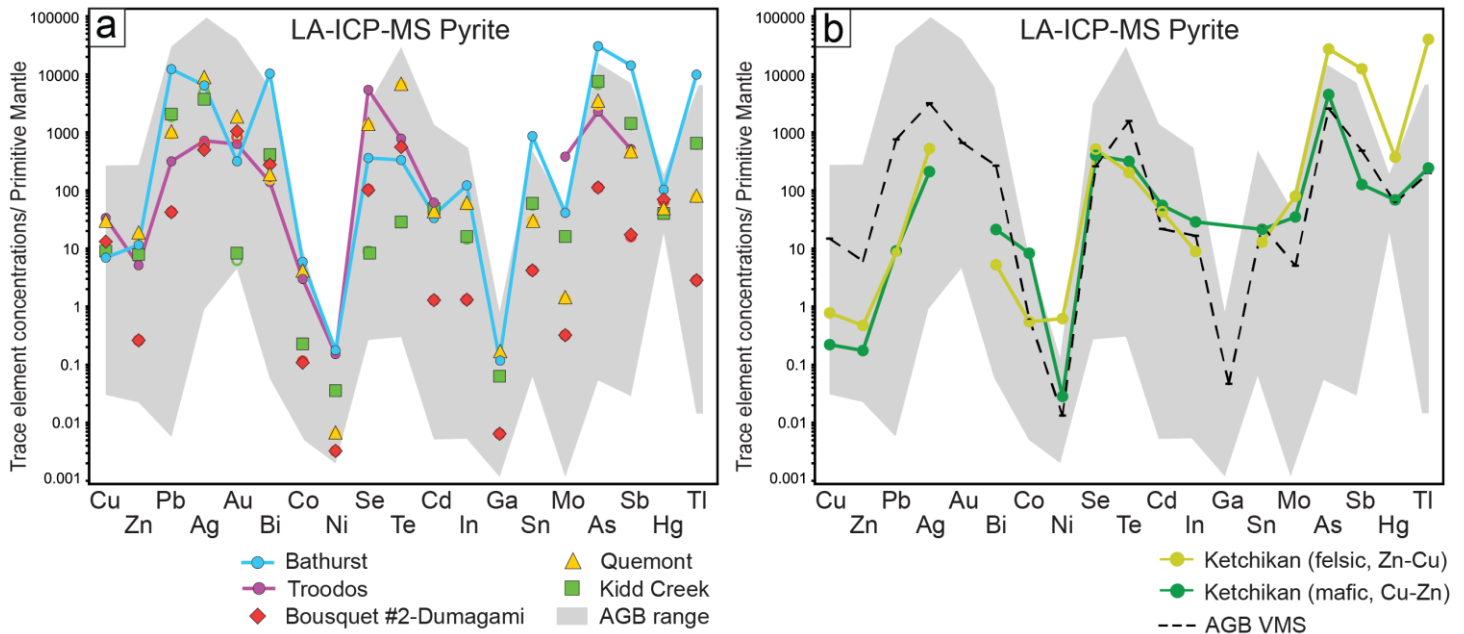 a
LA-ICP-MS Pyrite
Trace element concentrations/ Primitive Mantle
100000
10000
1000
100
10
1
0.1
0.01
0.001
Cu Pb Au Co Se Cd Ga Mo Sb Tl
Zn Ag Bi Ni Te In Sn As Hg
Bathurst
Troodos
Bousquet #2-Dumagami
Quemont
Kidd Creek
AGB range
b
LA-ICP-MS Pyrite
Trace element concentrations/ Primitive Mantle
100000
10000
1000
100
10
1
0.1
0.01
0.001
Cu Pb Au Co Se Cd Ga Mo Sb Tl
Zn Ag Bi Ni Te In Sn As Hg
Ketchikan (felsic, Zn-Cu)
Ketchikan (mafic, Cu-Zn)
AGB VMS